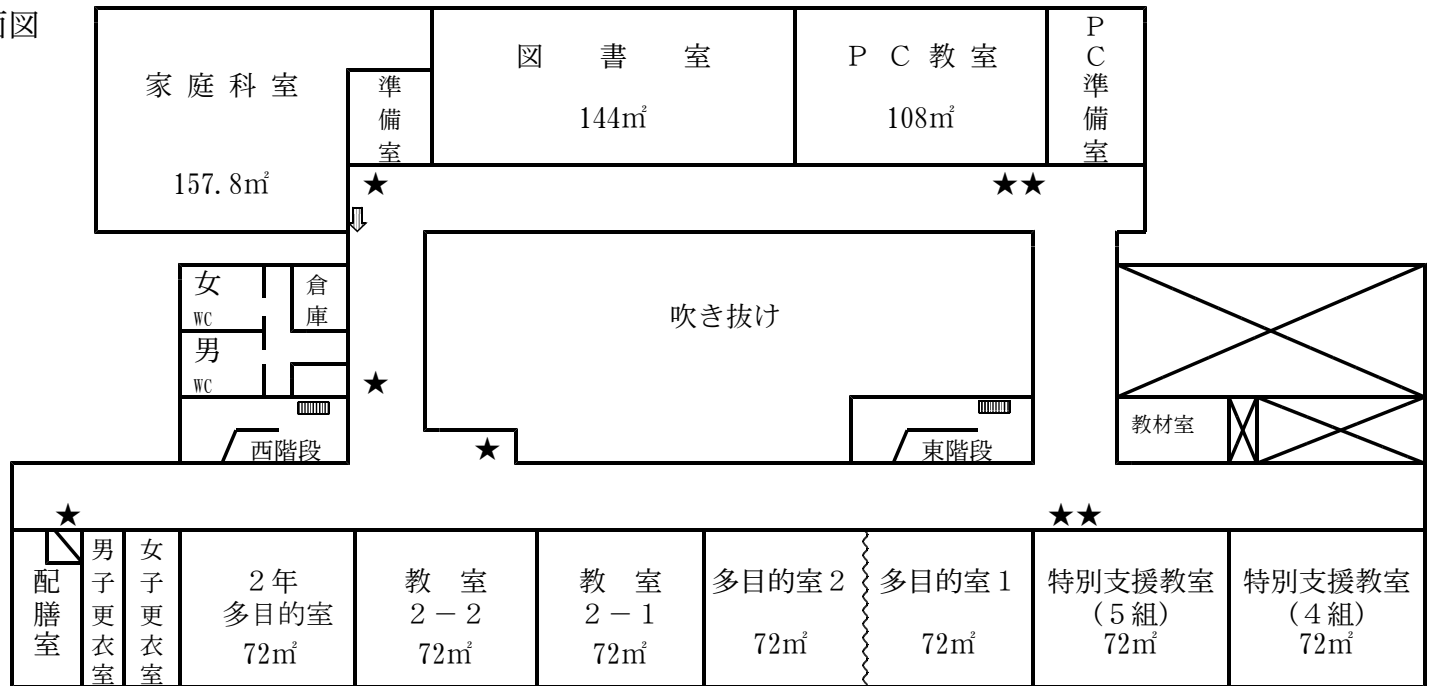 面図
家庭科室
157.8㎡
準備室
図書室
144㎡
PC教室
108㎡
PC準備室
★
★★
女
WC
倉庫
男
WC
吹き抜け
★
西階段
★
東階段
教材室
★
★★
配膳室
男子更衣室
女子更衣室
2年
多目的室
72㎡
教室
2-2
72㎡
教室
2-1
72㎡
多目的室2
72㎡
多目的室1
72㎡
特別支援教室
(5組)
72㎡
特別支援教室
(4組)
72㎡